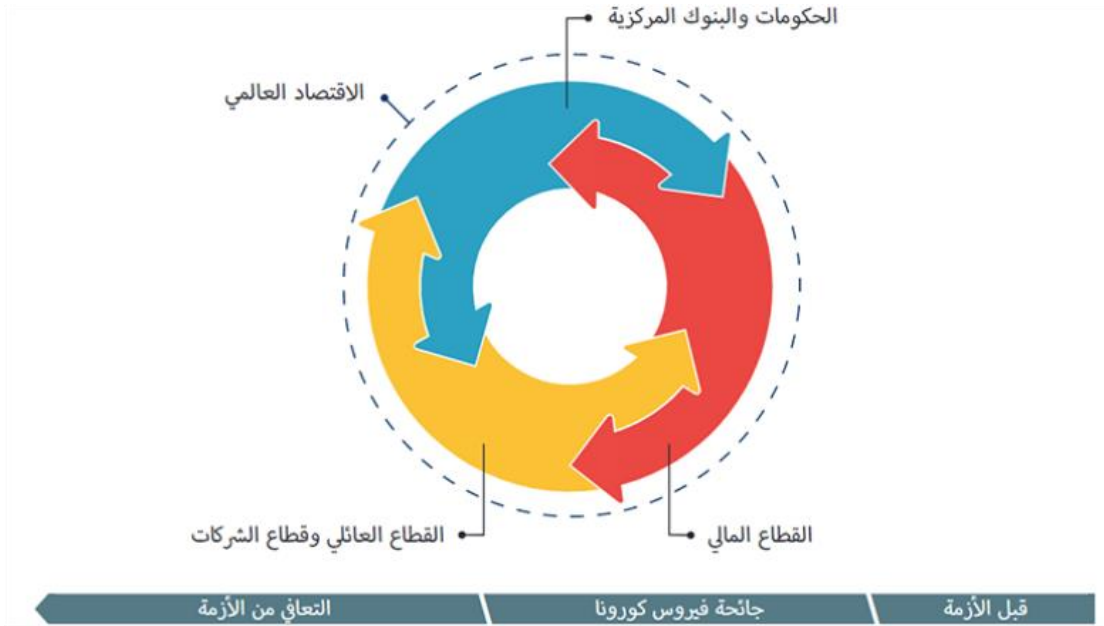 الحكومات والبنوك المركزية
الاقتصاد العالمي
القطاع المالي
القطاع العائلي وقطاع الشركات
قبل الأزمة
جائحة فيروس كورونا
التعافي من الأزمة